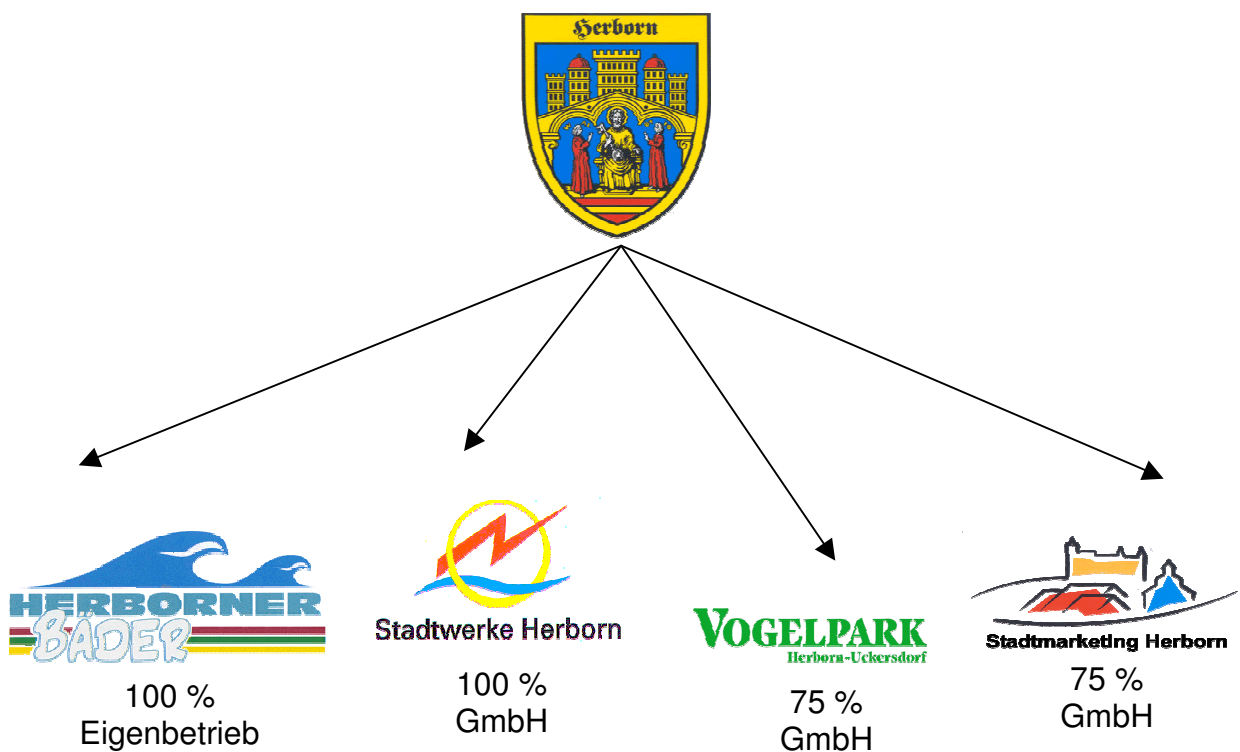 Herborn
HERBORNER
BÄDER
100 %
Eigenbetrieb
Stadtwerke Herborn
100 %
GmbH
VOGELPARK
Herborn-Uckersdorf
75 %
GmbH
Stadtmarketing Herborn
75 %
GmbH